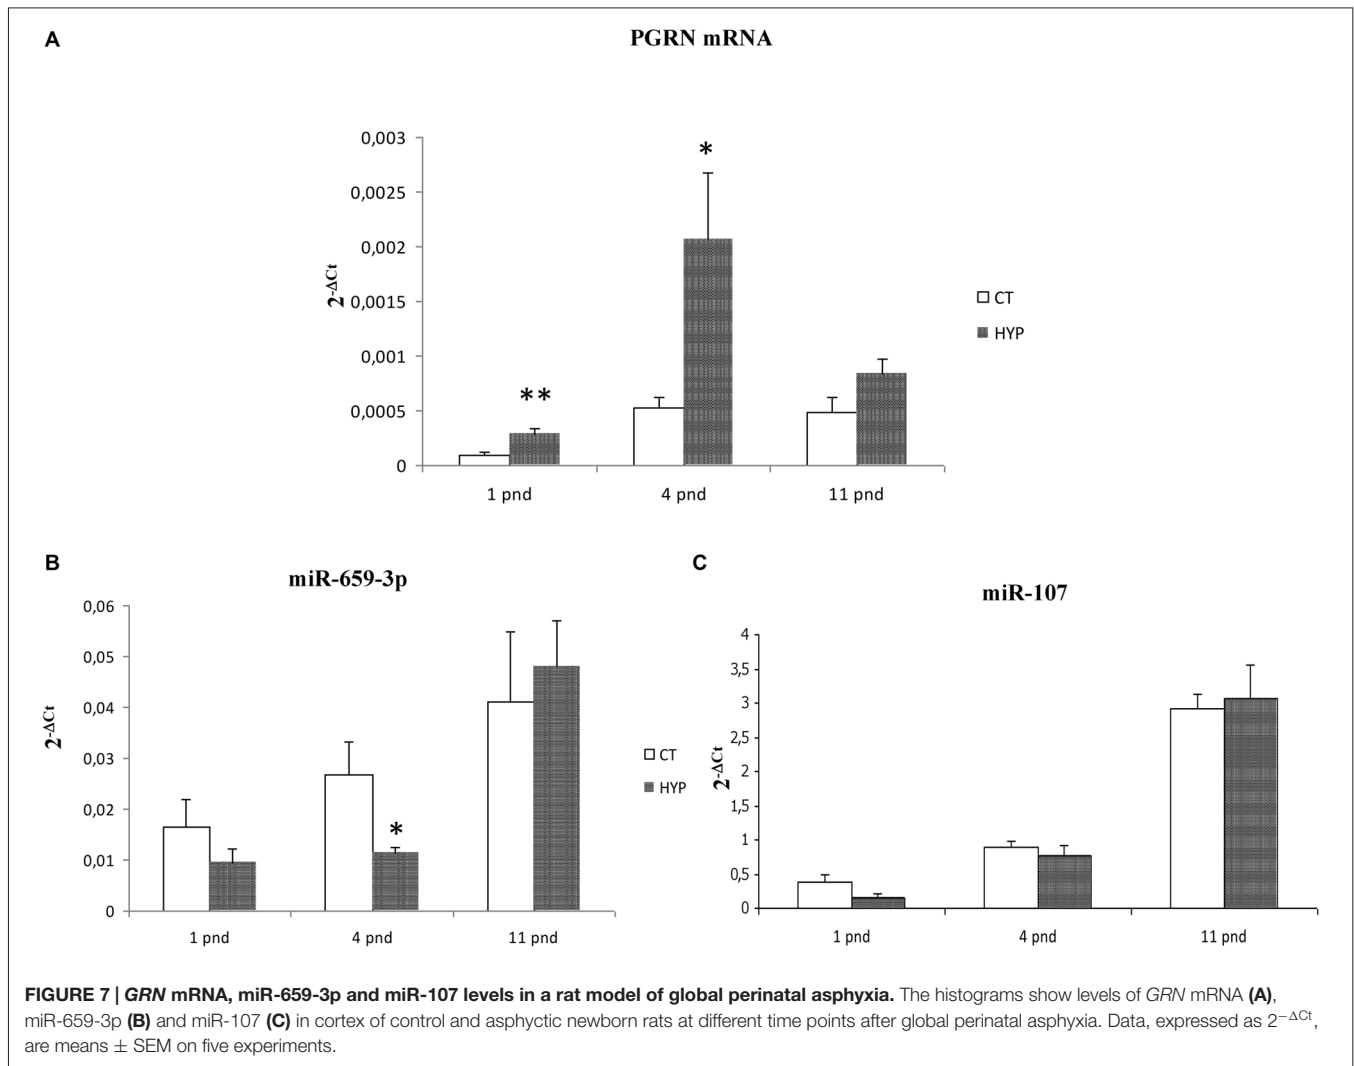 A
PGRN mRNA
0,003
0,0025
0,002
0,0015
0,001
0,0005
0
2^-ΔCt
*
**
CT
HYP
1 pnd
4 pnd
11 pnd
B
miR-659-3p
0,06
0,05
0,04
0,03
0,02
0,01
0
2^-ΔCt
*
CT
HYP
1 pnd
4 pnd
11 pnd
C
miR-107
4
3,5
3
2,5
2
1,5
1
0,5
0
2^-ΔCt
1 pnd
4 pnd
11 pnd
FIGURE 7 | GRN mRNA, miR-659-3p and miR-107 levels in a rat model of global perinatal asphyxia. The histograms show levels of GRN mRNA (A),
miR-659-3p (B) and miR-107 (C) in cortex of control and asphyctic newborn rats at different time points after global perinatal asphyxia. Data, expressed as 2^−ΔCt,
are means ± SEM on five experiments.